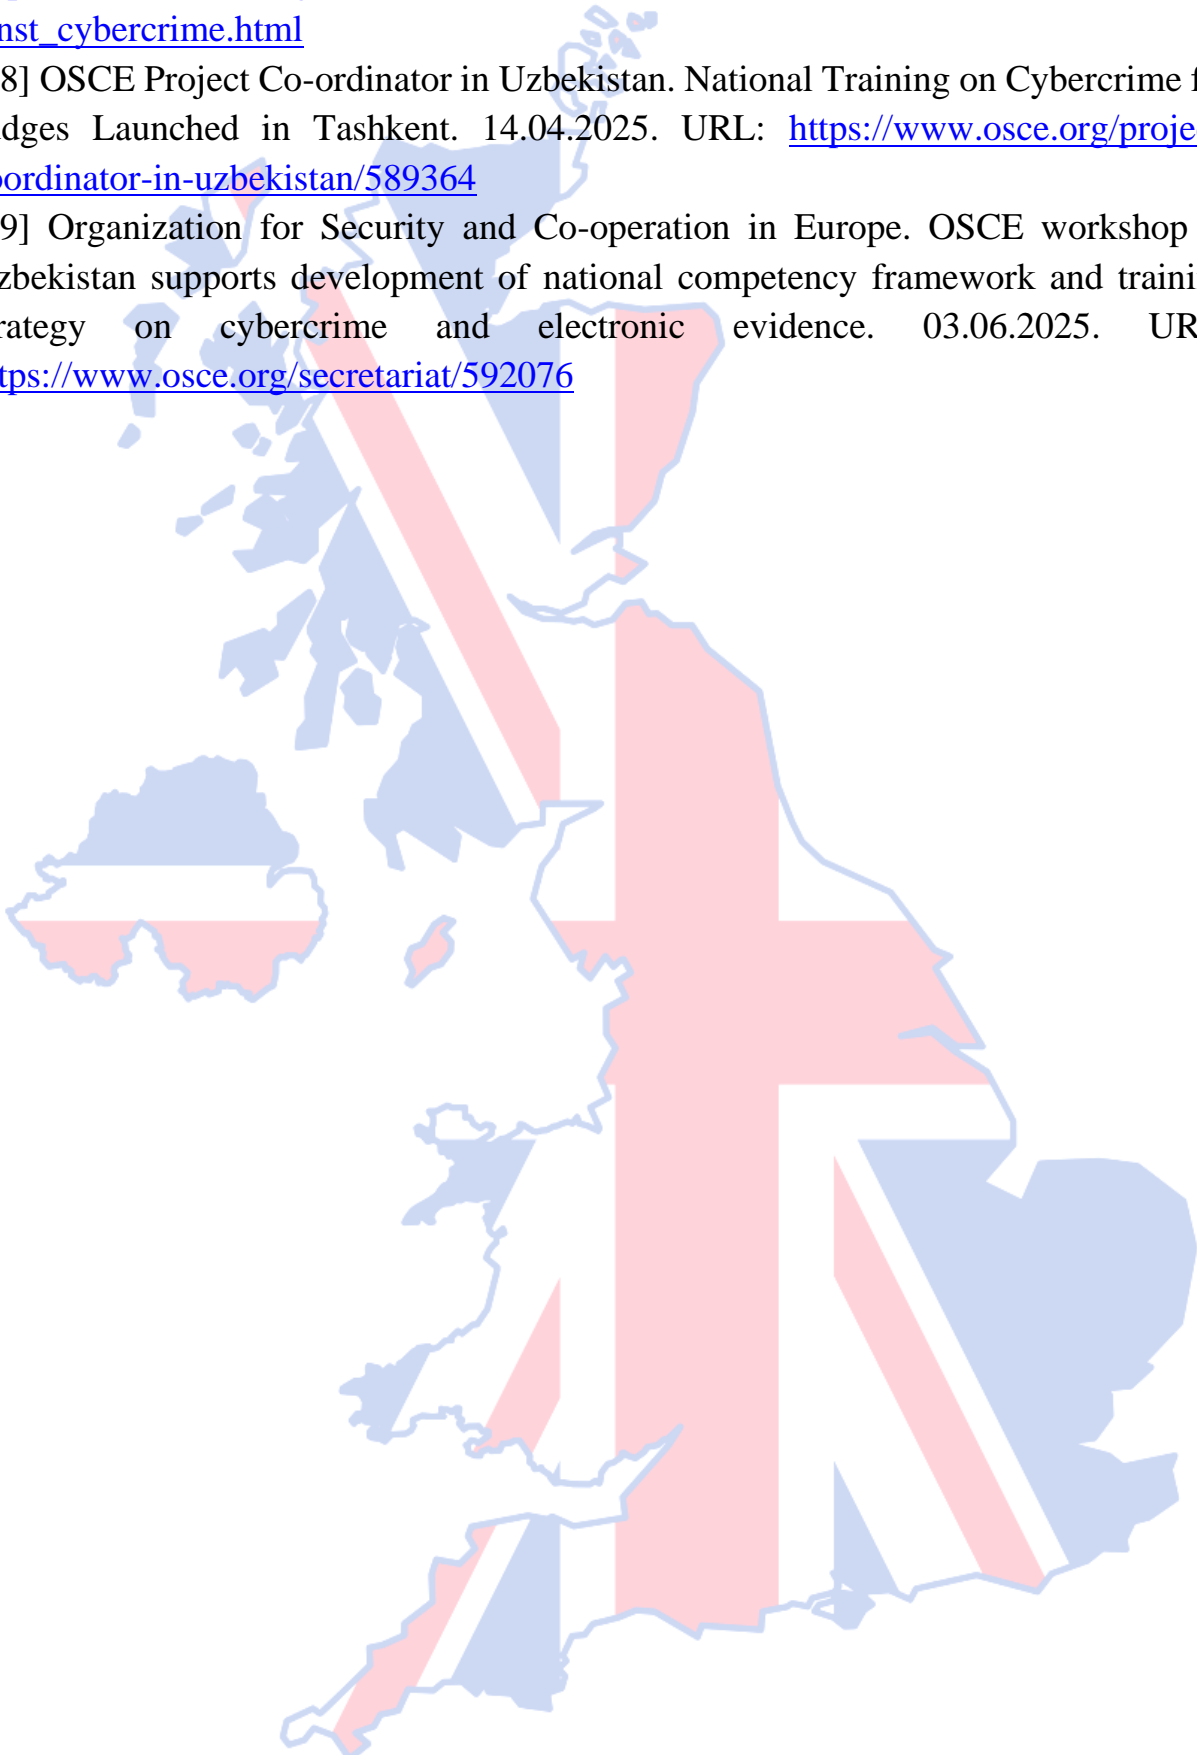 inst_cybercrime.html
8] OSCE Project Co-ordinator in Uzbekistan. National Training on Cybercrime f
dges Launched in Tashkent. 14.04.2025. URL: https://www.osce.org/projec
oordinator-in-uzbekistan/589364
9] Organization for Security and Co-operation in Europe. OSCE workshop
zbekistan supports development of national competency framework and traini
rategy on cybercrime and electronic evidence. 03.06.2025. UR
tps://www.osce.org/secretariat/592076